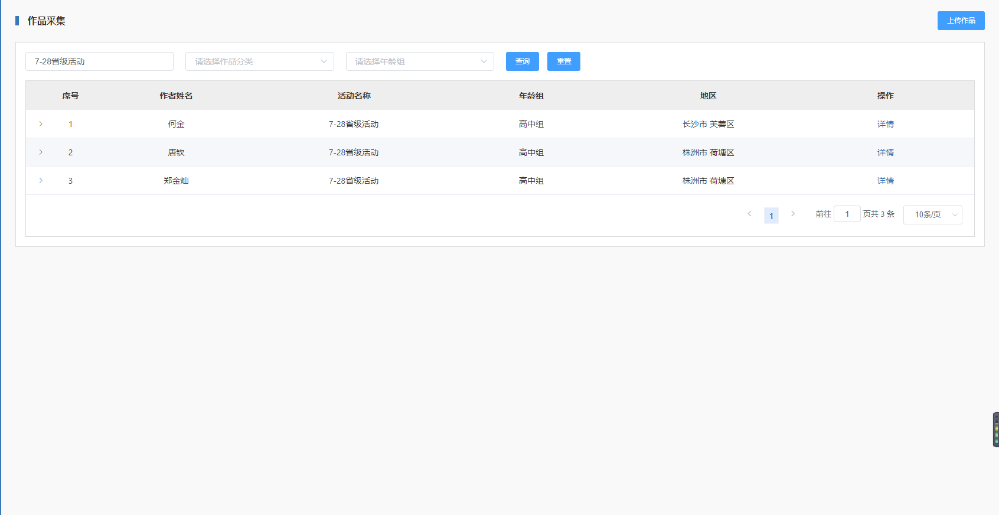 作品采集
上传作品
7-28省级活动 请选择作品分类 请选择年龄组 查询 重置
序号 作者姓名 活动名称 年龄组 地区 操作
1 何金 7-28省级活动 高中组 长沙市 芙蓉区 详情
2 唐钦 7-28省级活动 高中组 株洲市 荷塘区 详情
3 郑金灿 7-28省级活动 高中组 株洲市 荷塘区 详情
1 前往 1 页共 3 条 10条/页